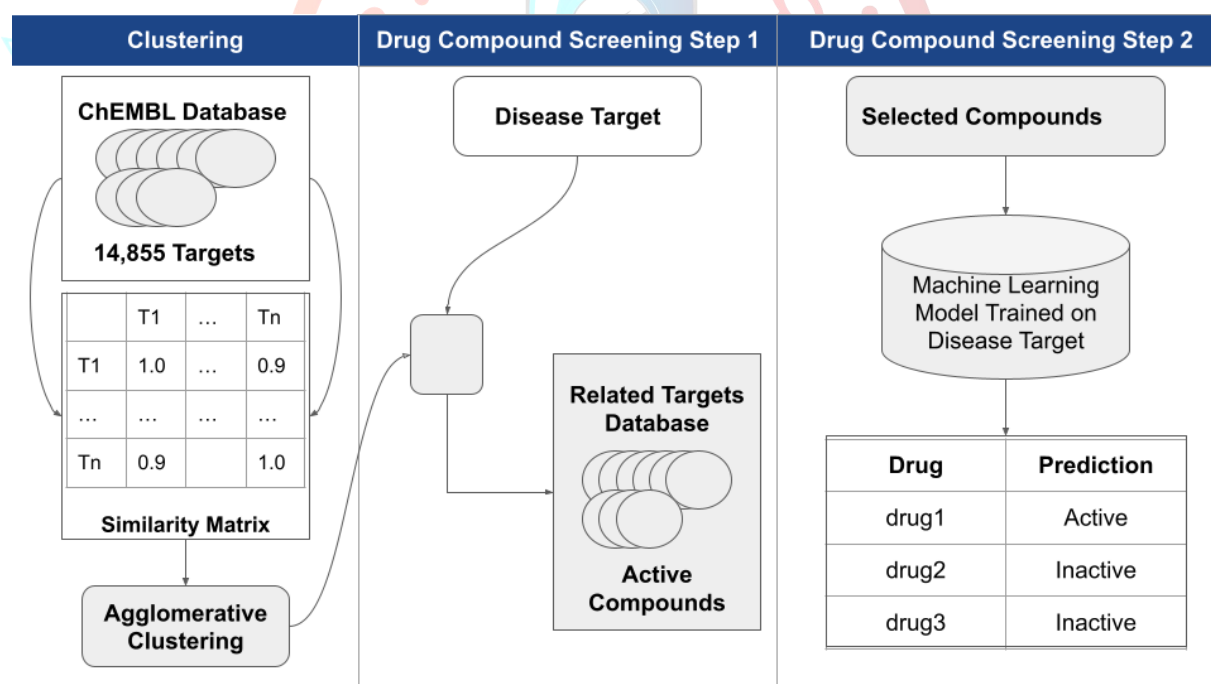 Clustering
ChEMBL Database
14,855 Targets
T1 … Tn
T1 1.0 … 0.9
… … … …
Tn 0.9 1.0
Similarity Matrix
Agglomerative
Clustering
Drug Compound Screening Step 1
Disease Target
Related Targets
Database
Active
Compounds
Drug Compound Screening Step 2
Selected Compounds
Machine Learning
Model Trained on
Disease Target
Drug Prediction
drug1 Active
drug2 Inactive
drug3 Inactive